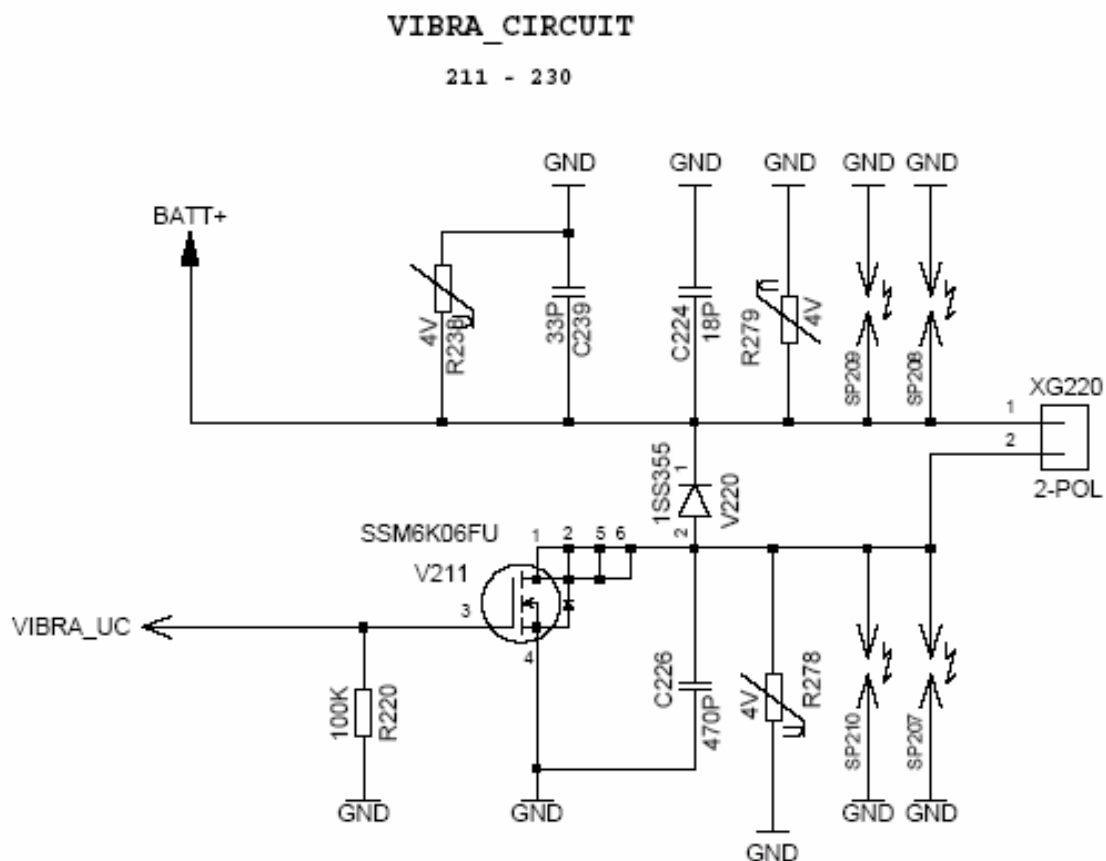 VIBRA_CIRCUIT
211 - 230
GND GND GND GND GND
BATT+
4V
R238
33P
C239
C224
18P
R279
4V
SP209
SP208
XG220
1
2
2-POL
1SS355
1
2
V220
SSM6K06FU
1 2 5 6
V211
3
4
VIBRA_UC
100K
R220
C226
470P
4V
R278
SP210
SP207
GND GND GND GND
GND